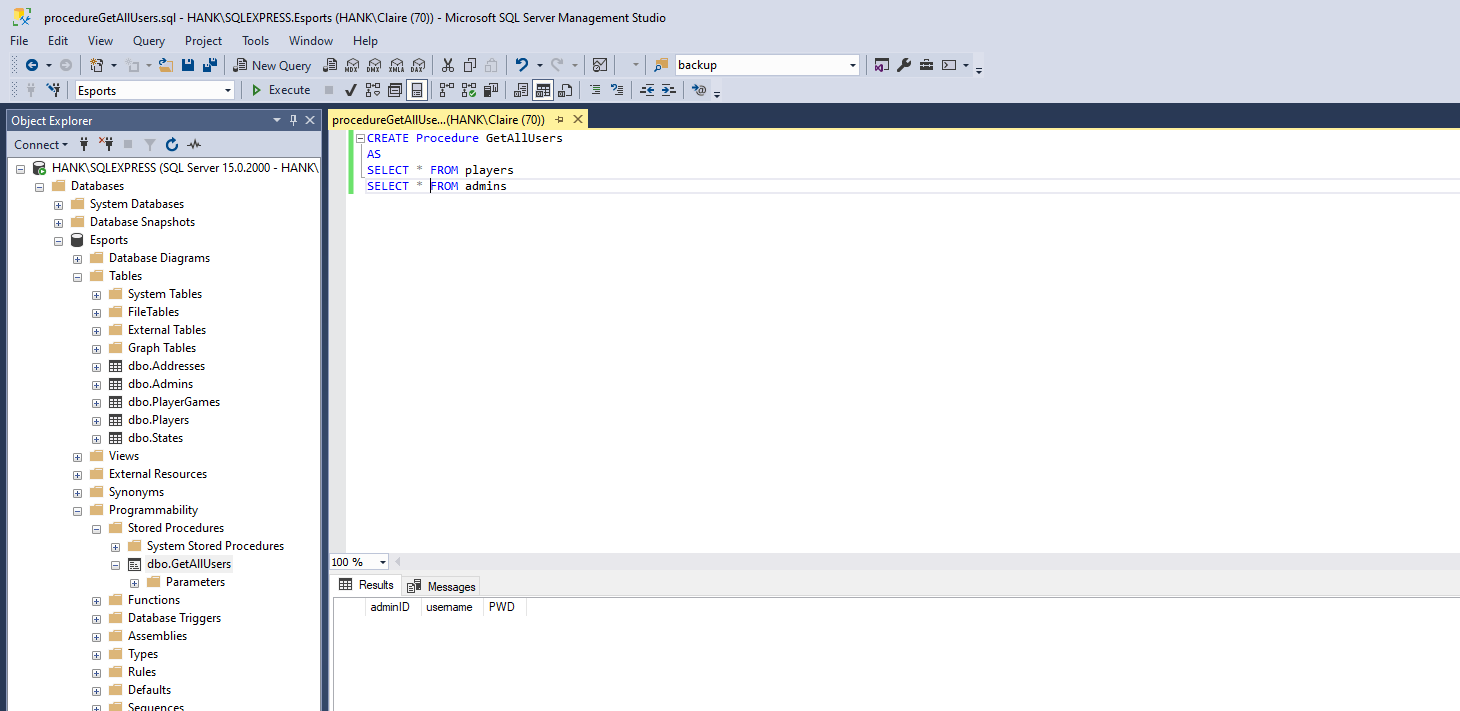 procedureGetAllUsers.sql - HANK\SQLEXPRESS.Esports (HANK\Claire (70)) - Microsoft SQL Server Management Studio
File Edit View Query Project Tools Window Help
New Query MDX DMX XMLA DAX backup
Esports Execute
Object Explorer
Connect
HANK\SQLEXPRESS (SQL Server 15.0.2000 - HANK\
Databases
System Databases
Database Snapshots
Esports
Database Diagrams
Tables
System Tables
FileTables
External Tables
Graph Tables
dbo.Addresses
dbo.Admins
dbo.PlayerGames
dbo.Players
dbo.States
Views
External Resources
Synonyms
Programmability
Stored Procedures
System Stored Procedures
dbo.GetAllUsers
Parameters
Functions
Database Triggers
Assemblies
Types
Rules
Defaults
Sequences
procedureGetAllUse...(HANK\Claire (70))
CREATE Procedure GetAllUsers
AS
SELECT * FROM players
SELECT * FROM admins
100 %
Results Messages
adminID username PWD